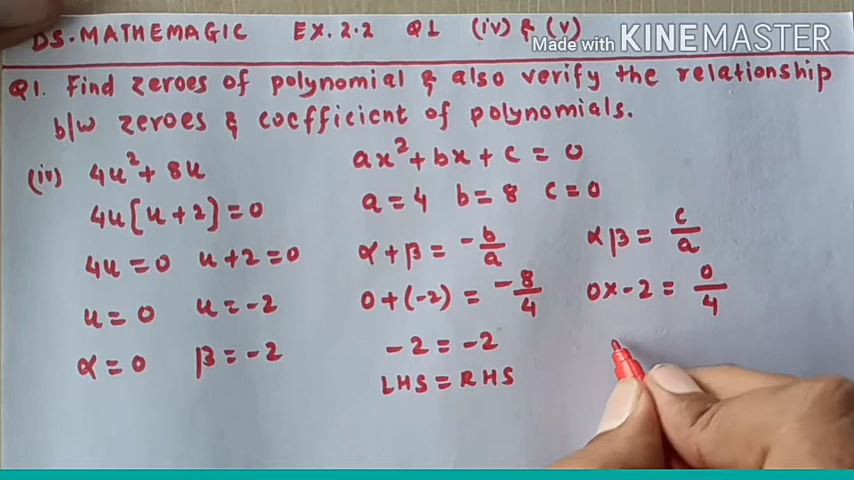 DS. MATHEMAGIC EX. 2.2 Q1 (iv) & (v)
Made with KINEMASTER
Q1. Find zeroes of polynomial & also verify the relationship
b/w zeroes & coefficient of polynomials.
(iv) 4u² + 8u
4u[u+2) = 0
4u = 0 u+2 = 0
u = 0 u = -2
α = 0 β = -2
ax² + bx + c = 0
a = 4 b = 8 c = 0
α + β = -b/a
0 + (-2) = -8/4
-2 = -2
LHS = RHS
αβ = c/a
0x-2 = 0/4